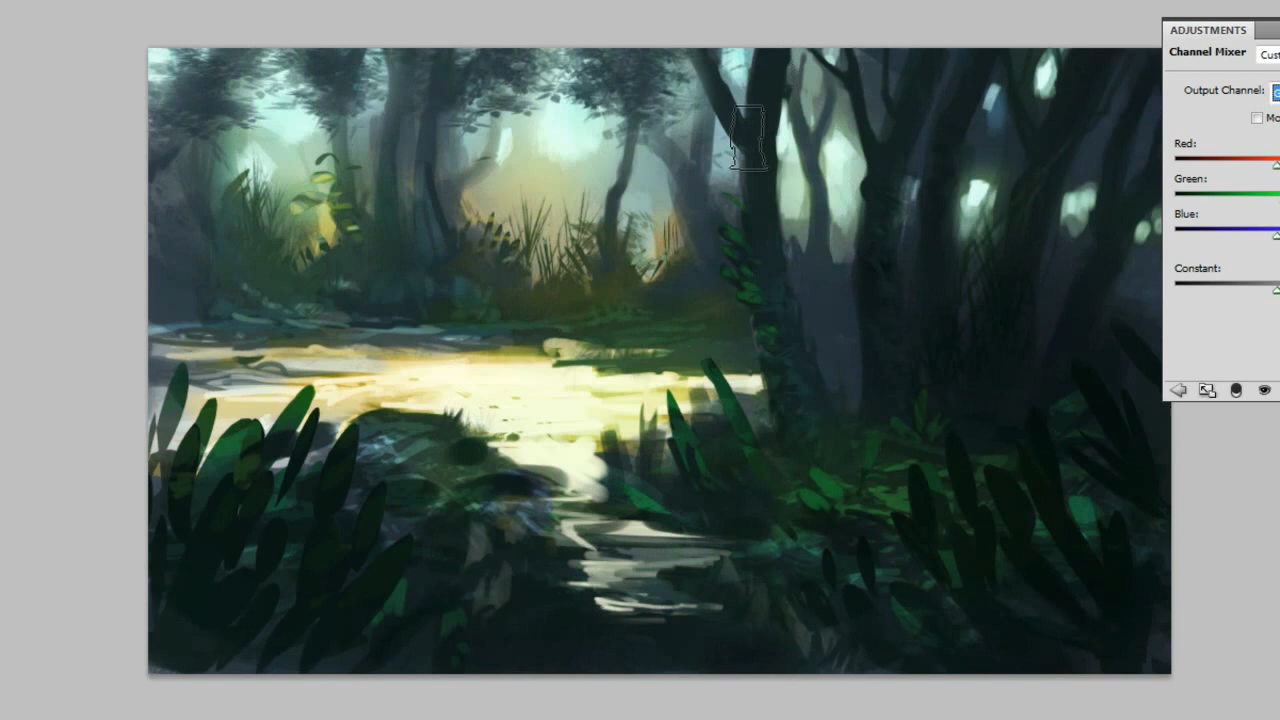 ADJUSTMENTS
Channel Mixer
Output Channel:
Red:
Green:
Blue:
Constant: